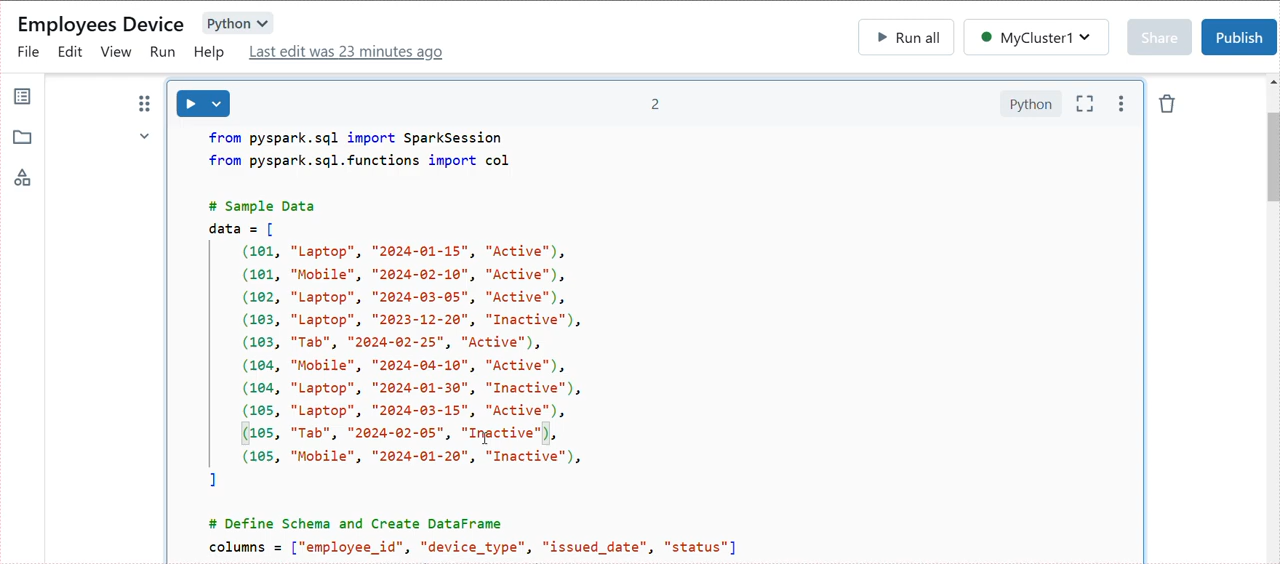 Employees Device Python
File Edit View Run Help Last edit was 23 minutes ago
Run all MyCluster1 Share Publish
2 Python
from pyspark.sql import SparkSession
from pyspark.sql.functions import col
# Sample Data
data = [
(101, "Laptop", "2024-01-15", "Active"),
(101, "Mobile", "2024-02-10", "Active"),
(102, "Laptop", "2024-03-05", "Active"),
(103, "Laptop", "2023-12-20", "Inactive"),
(103, "Tab", "2024-02-25", "Active"),
(104, "Mobile", "2024-04-10", "Active"),
(104, "Laptop", "2024-01-30", "Inactive"),
(105, "Laptop", "2024-03-15", "Active"),
(105, "Tab", "2024-02-05", "Inactive"),
(105, "Mobile", "2024-01-20", "Inactive"),
]
# Define Schema and Create DataFrame
columns = ["employee_id", "device_type", "issued_date", "status"]